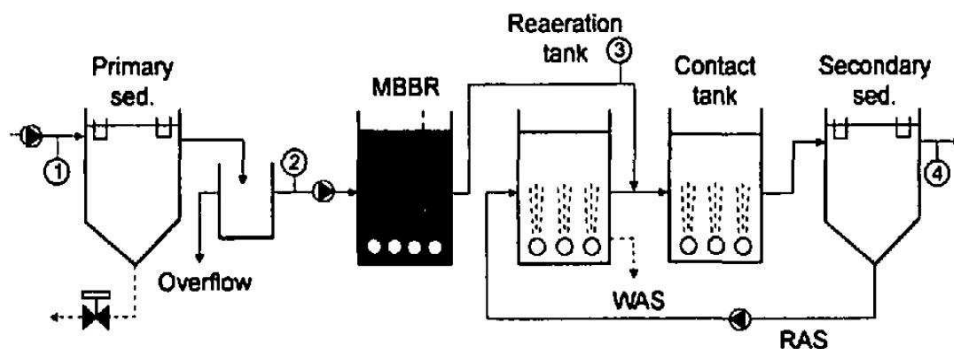 Reaeration
tank
3
Primary
sed.
MBBR
Contact
tank
Secondary
sed.
1
2
4
Overflow
WAS
RAS